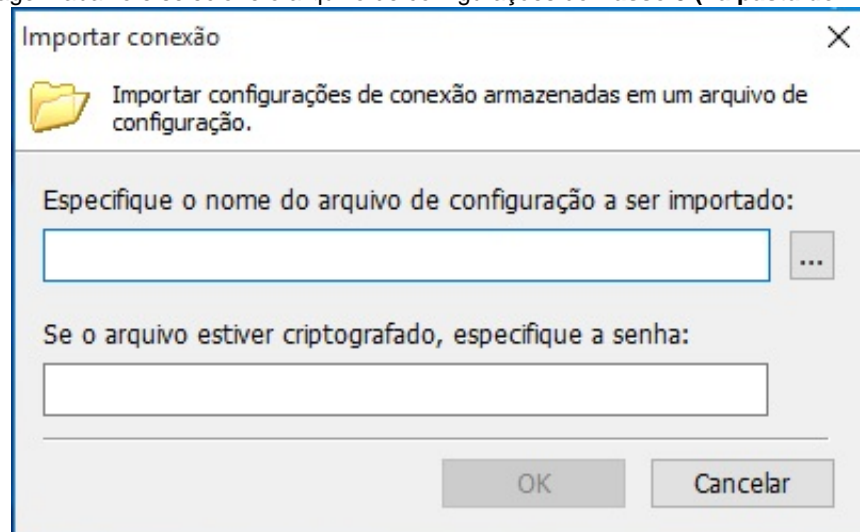 Importar conexão
Importar configurações de conexão armazenadas em um arquivo de
configuração.
Especifique o nome do arquivo de configuração a ser importado:
...
Se o arquivo estiver criptografado, especifique a senha:
OK
Cancelar